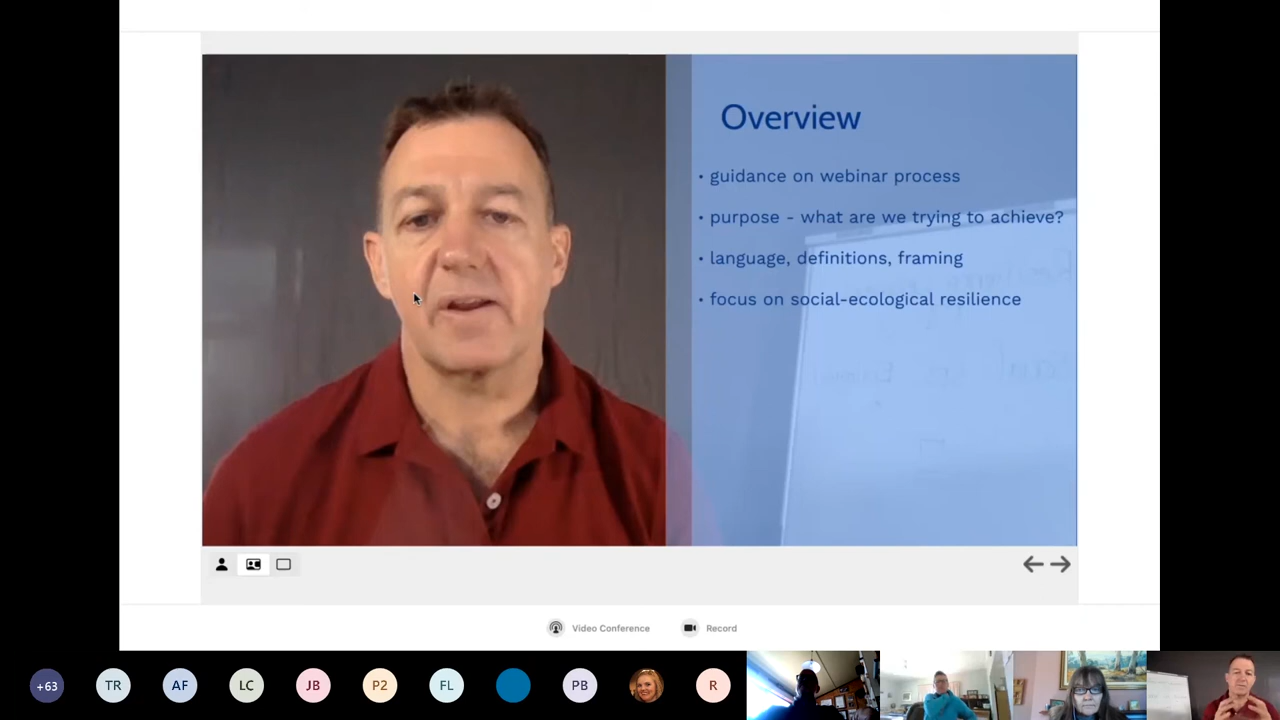 Overview
• guidance on webinar process
• purpose - what are we trying to achieve?
• language, definitions, framing
• focus on social-ecological resilience
Video Conference
Record
+63
TR
AF
LC
JB
P2
FL
PB
R